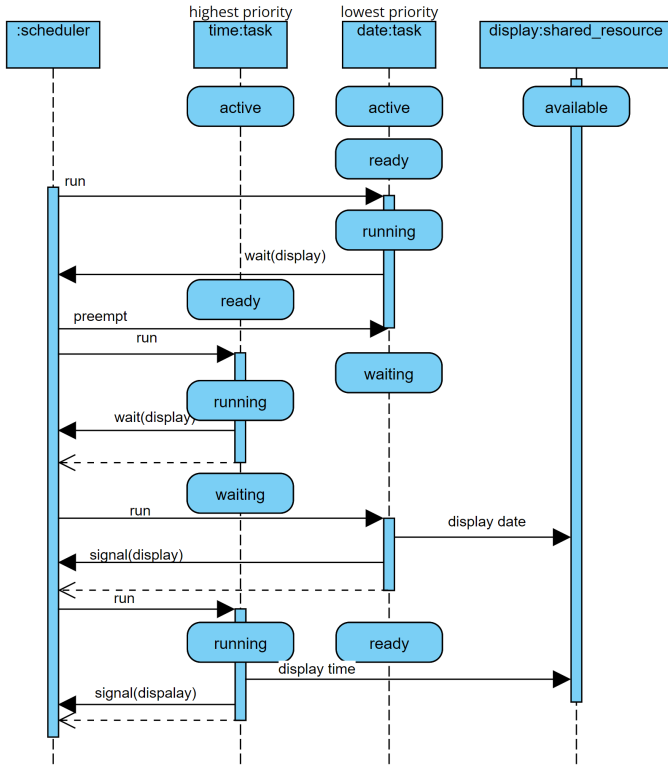 highest priority
lowest priority
:scheduler
time:task
date:task
display:shared_resource
active
active
available
ready
run
running
wait(display)
ready
preempt
run
waiting
running
wait(display)
waiting
run
display date
signal(display)
run
running
ready
display time
signal(dispalay)